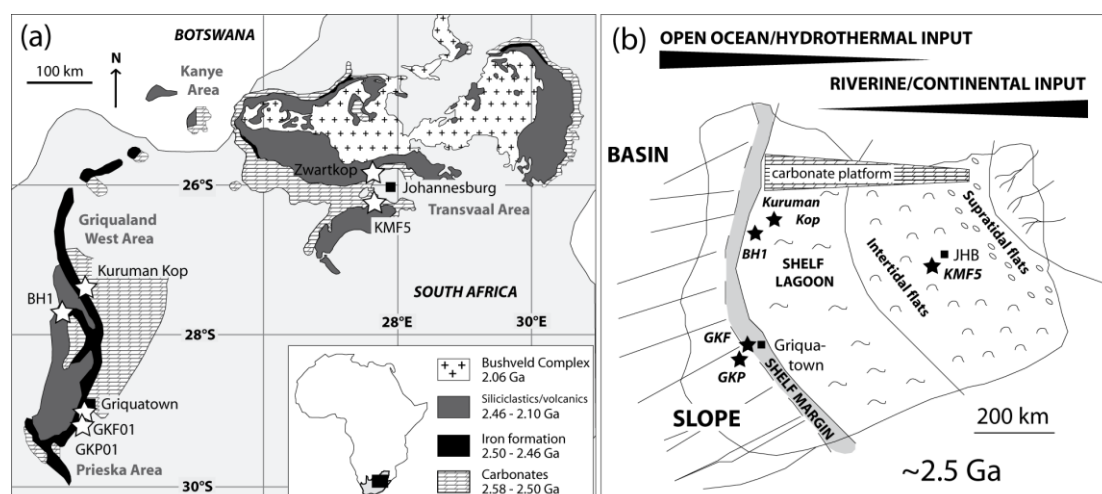 (a)
BOTSWANA
100 km
N
Kanye
Area
Zwartkop
Johannesburg
26°S
Transvaal Area
KMF5
Griqualand
West Area
Kuruman Kop
BH1
SOUTH AFRICA
28°S
28°E
30°E
Griquatown
GKF01
GKP01
Prieska Area
30°S
Bushveld Complex
2.06 Ga
Siliciclastics/volcanics
2.46 - 2.10 Ga
Iron formation
2.50 - 2.46 Ga
Carbonates
2.58 - 2.50 Ga
(b)
OPEN OCEAN/HYDROTHERMAL INPUT
RIVERINE/CONTINENTAL INPUT
BASIN
carbonate platform
Kuruman
Kop
BH1
SHELF
LAGOON
Intertidal flats
Supratidal flats
JHB
KMF5
GKF
Griqua-
town
GKP
SHELF MARGIN
SLOPE
200 km
~2.5 Ga